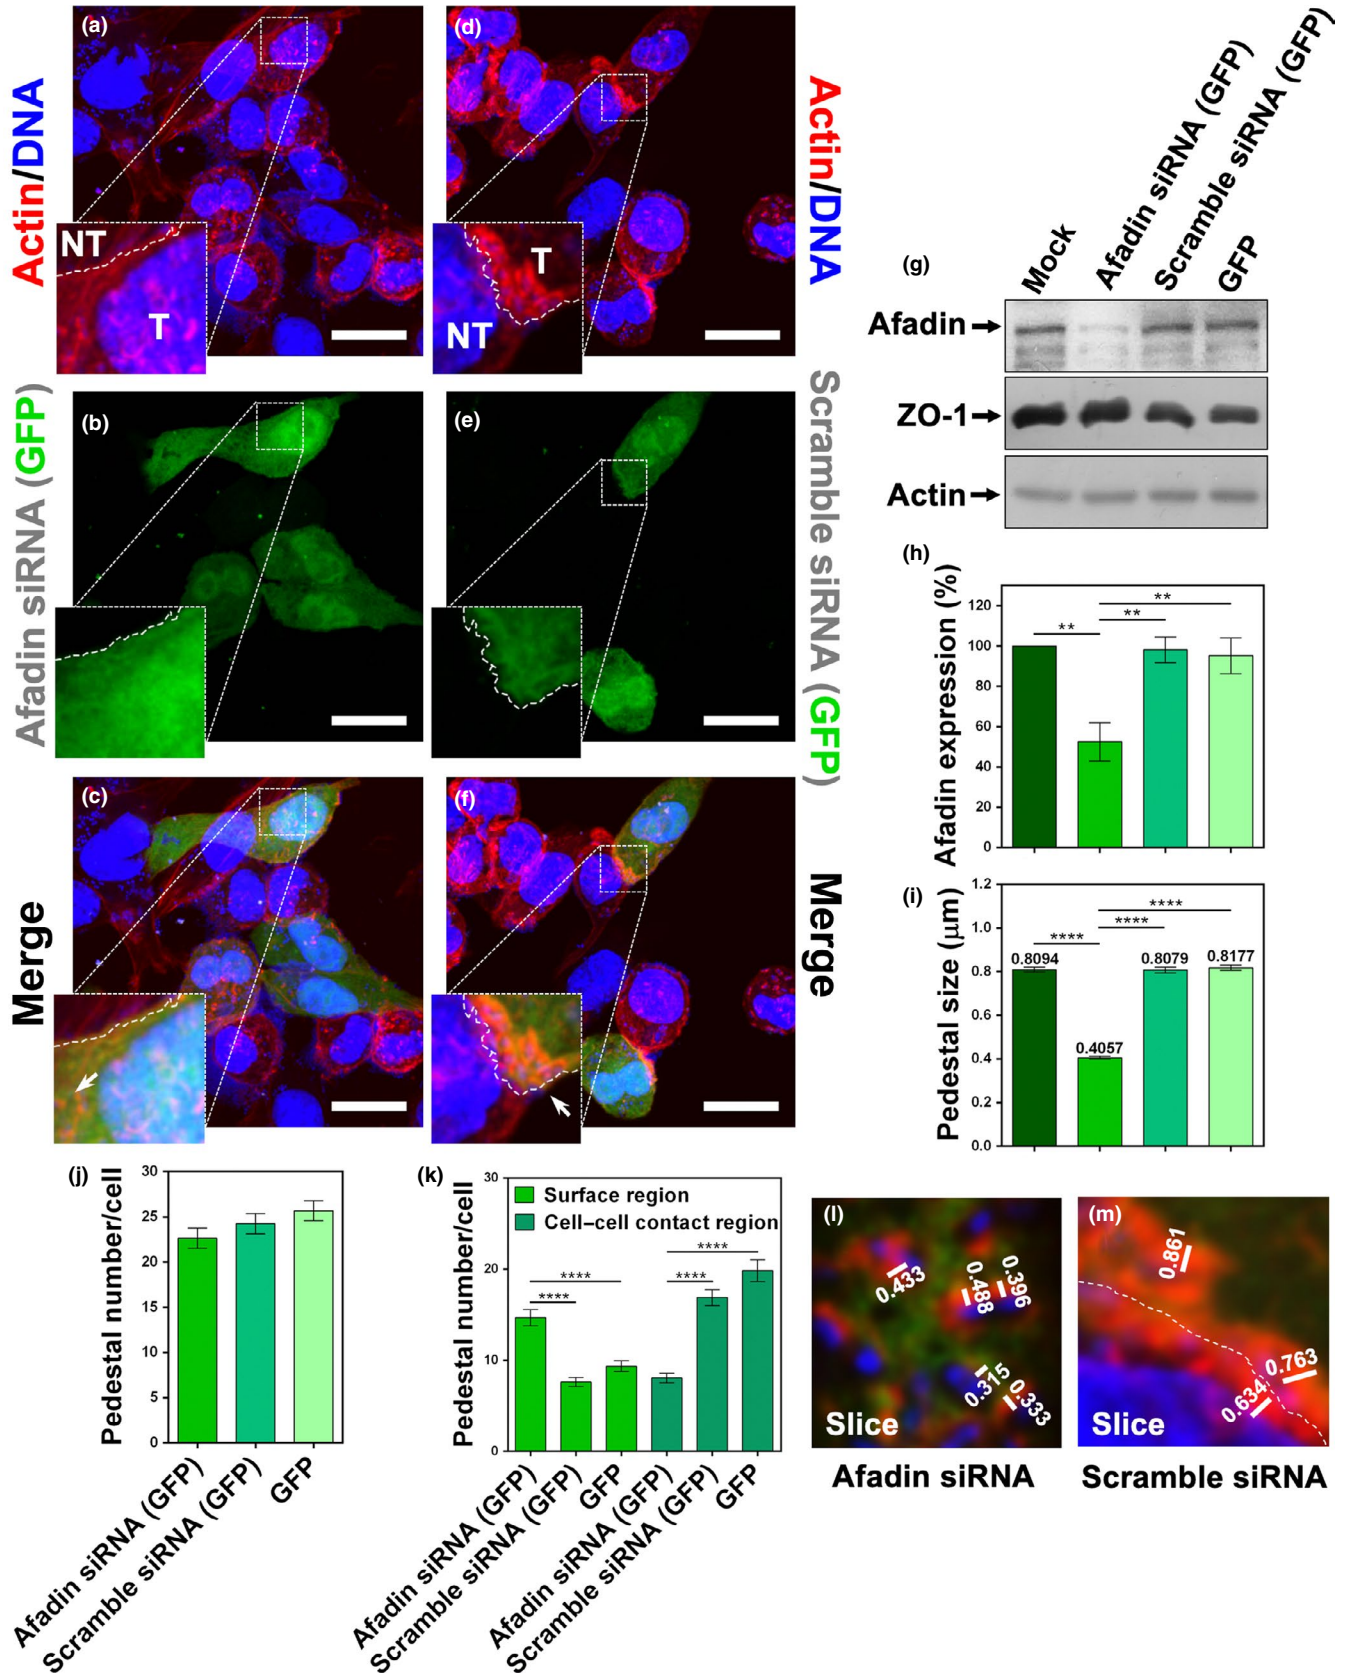 Actin/DNA
(a)
NT
T
(d)
T
NT
Actin/DNA
Afadin siRNA (GFP)
(b)
(e)
Scramble siRNA (GFP)
Merge
(c)
(f)
Merge
(g)
Mock
Afadin siRNA (GFP)
Scramble siRNA (GFP)
GFP
Afadin
ZO-1
Actin
(h)
Afadin expression (%)
120
100
80
60
40
20
0
**
**
**
(i)
Pedestal size (μm)
1.2
1.0
0.8
0.6
0.4
0.2
0.0
****
****
****
0.8094
0.4057
0.8079
0.8177
(j)
Pedestal number/cell
30
25
20
15
10
5
0
Afadin siRNA (GFP)
Scramble siRNA (GFP)
GFP
(k)
Pedestal number/cell
30
20
10
0
Surface region
Cell–cell contact region
****
****
****
****
Afadin siRNA (GFP)
Scramble siRNA (GFP)
GFP
Afadin siRNA (GFP)
Scramble siRNA (GFP)
GFP
(l)
0.433
0.488
0.396
0.315
0.333
Slice
Afadin siRNA
(m)
0.861
0.763
0.634
Slice
Scramble siRNA